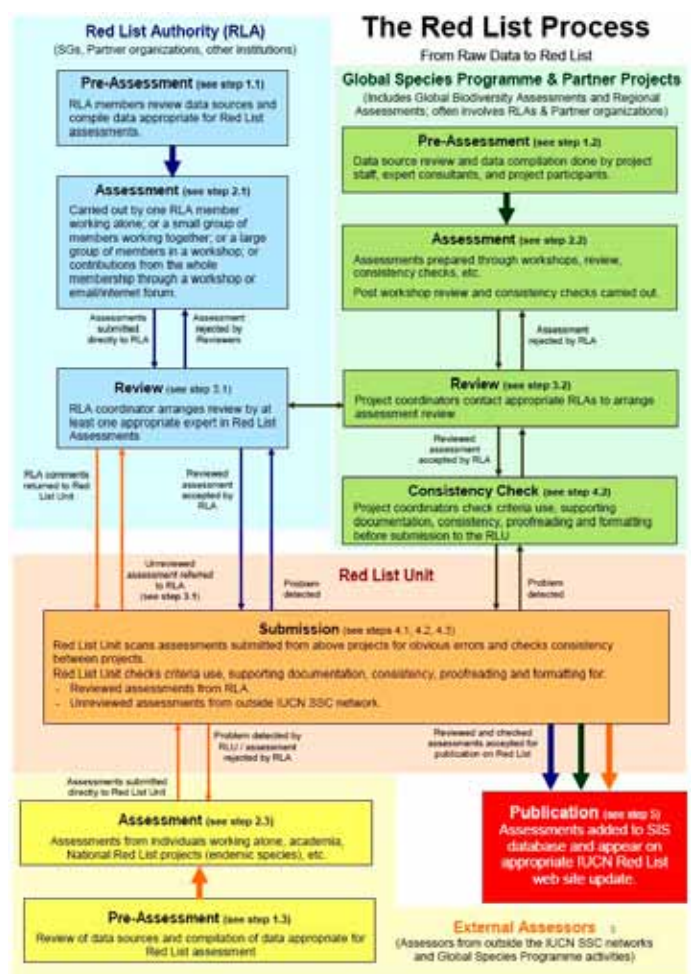 The Red List Process
From Raw Data to Red List
Red List Authority (RLA)
(SGs, Partner organizations, other Institutions)
Pre-Assessment (see step 1.1)
RLA members review data sources and
compile data appropriate for Red List
assessments.
Assessment (see step 2.1)
Carried out by one RLA member
working alone; or a small group of
members working together; or a large
group of members in a workshop; or
contributions from the whole
membership through a workshop or
email/internet forum.
Assessments
submitted
directly to RLA
Assessment
rejected by
Reviewers
Review (see step 3.1)
RLA coordinator arranges review by at
least one appropriate expert in Red List
Assessments
RLA comments
returned to Red
List Unit
Unreviewed
assessment referred
to RLA
(see step 3.1)
Reviewed
assessment
accepted by
RLA
Problem
detected
Global Species Programme & Partner Projects
(Includes Global Biodiversity Assessments and Regional
Assessments; often involves RLAs & Partner organizations)
Pre-Assessment (see step 1.2)
Data source review and data compilation done by project
staff, expert consultants, and project participants.
Assessment (see step 2.2)
Assessments prepared through workshops, review,
consistency checks, etc.
Post workshop review and consistency checks carried out.
Assessment
rejected by RLA
Review (see step 3.2)
Project coordinators contact appropriate RLAs to arrange
assessment review
Reviewed
assessment
accepted by RLA
Consistency Check (see step 4.2)
Project coordinators check criteria use, supporting
documentation, consistency, proofreading and formatting
before submission to the RLU
Problem
detected
Red List Unit
Submission (see steps 4.1, 4.2, 4.3)
Red List Unit scans assessments submitted from above projects for obvious errors and checks consistency
between projects.
Red List Unit checks criteria use, supporting documentation, consistency, proofreading and formatting for:
- Reviewed assessments from RLA
- Unreviewed assessments from outside IUCN SSC network.
Assessments submitted
directly to Red List Unit
Problem detected by
RLU / assessment
rejected by RLA
Reviewed and checked
assessments accepted for
publication on Red List
Publication (see step 5)
Assessments added to SIS
database and appear on
appropriate IUCN Red List
web site update.
Assessment (see step 2.3)
Assessments from individuals working alone, academia,
National Red List projects (endemic species), etc.
Pre-Assessment (see step 1.3)
Review of data sources and compilation of data appropriate for
Red List assessment
External Assessors
(Assessors from outside the IUCN SSC networks
and Global Species Programme activities)